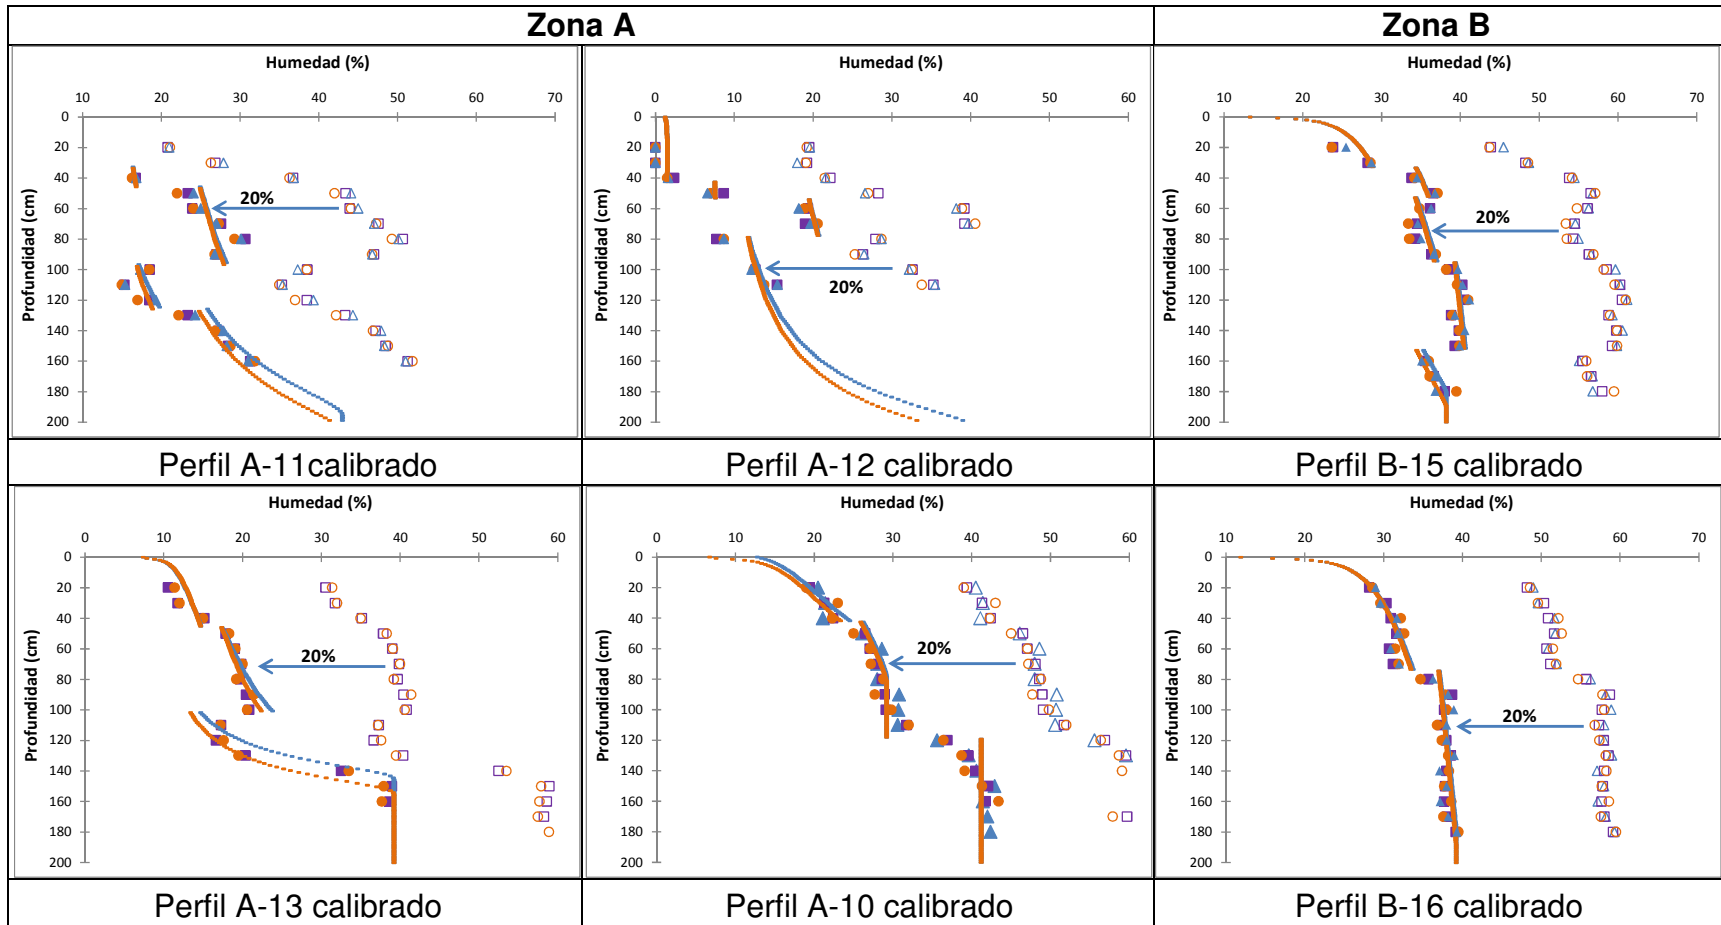 Zona A
Zona B
Humedad (%)
10 20 30 40 50 60 70
0
20
40
60
80
100
120
140
160
180
200
Profundidad (cm)
20%
Humedad (%)
0 10 20 30 40 50 60
0
20
40
60
80
100
120
140
160
180
200
Profundidad (cm)
20%
Humedad (%)
10 20 30 40 50 60 70
0
20
40
60
80
100
120
140
160
180
200
Profundidad (cm)
20%
Perfil A-11calibrado
Perfil A-12 calibrado
Perfil B-15 calibrado
Humedad (%)
0 10 20 30 40 50 60
0
20
40
60
80
100
120
140
160
180
200
Profundidad (cm)
20%
Humedad (%)
0 10 20 30 40 50 60
0
20
40
60
80
100
120
140
160
180
200
Profundidad (cm)
20%
Humedad (%)
10 20 30 40 50 60 70
0
20
40
60
80
100
120
140
160
180
200
Profundidad (cm)
20%
Perfil A-13 calibrado
Perfil A-10 calibrado
Perfil B-16 calibrado